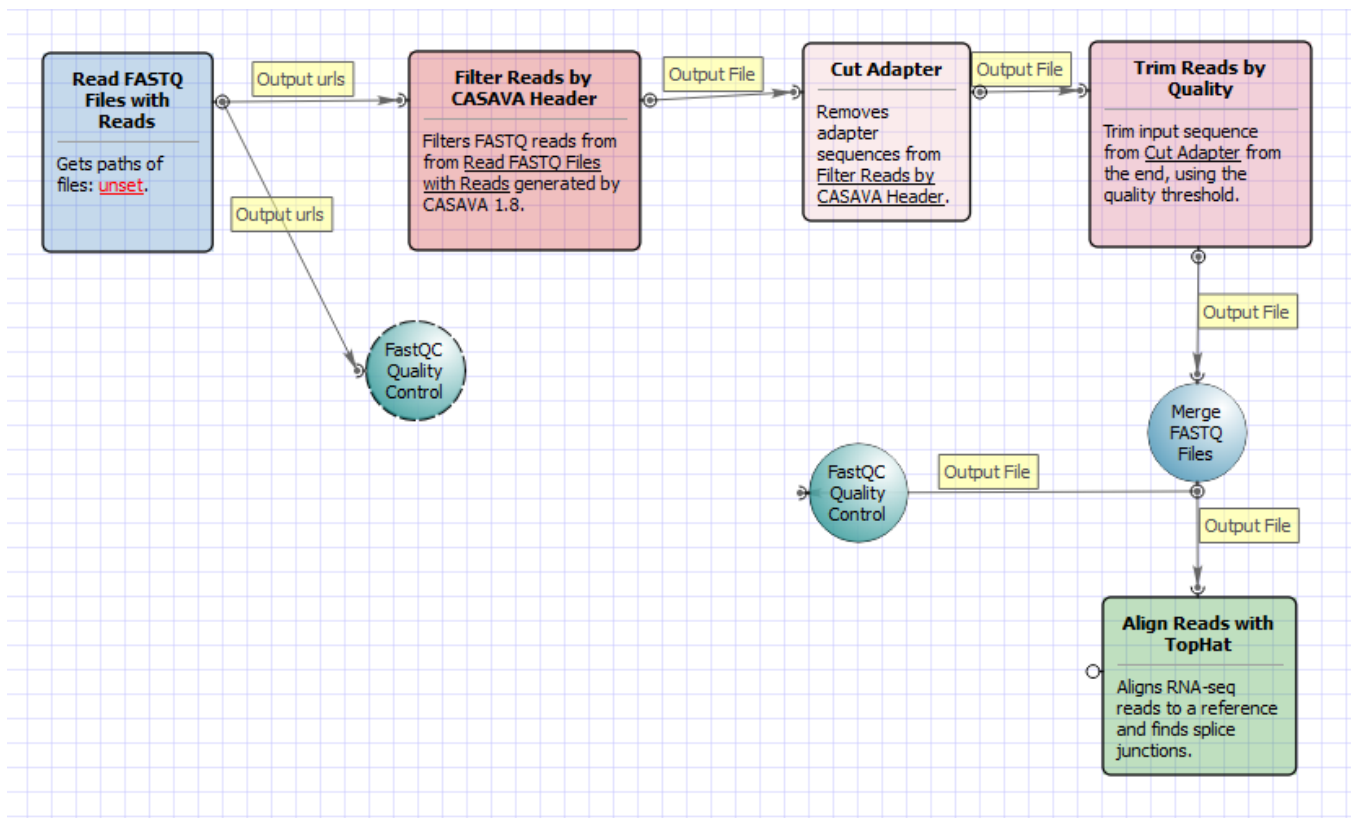 Read FASTQ
Files with
Reads
Gets paths of
files: unset.
Output urls
Output urls
Filter Reads by
CASAVA Header
Filters FASTQ reads from
from Read FASTQ Files
with Reads generated by
CASAVA 1.8.
Output File
Cut Adapter
Removes
adapter
sequences from
Filter Reads by
CASAVA Header.
Output File
Trim Reads by
Quality
Trim input sequence
from Cut Adapter from
the end, using the
quality threshold.
Output File
FastQC
Quality
Control
Merge
FASTQ
Files
FastQC
Quality
Control
Output File
Output File
Align Reads with
TopHat
Aligns RNA-seq
reads to a reference
and finds splice
junctions.